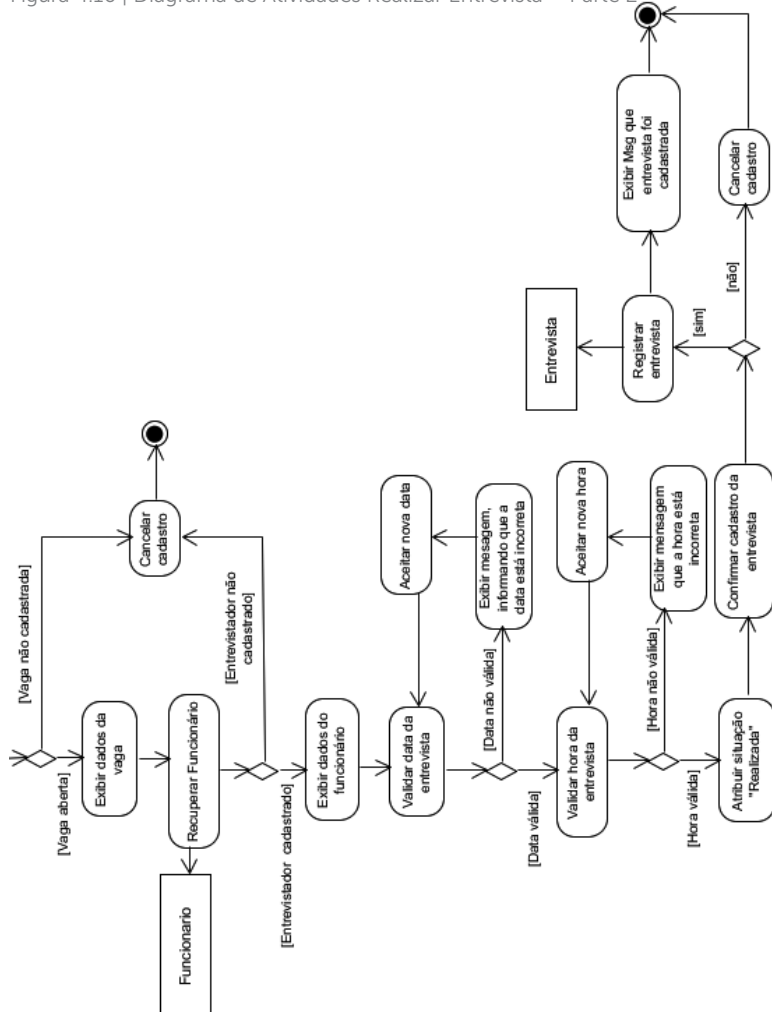 Diagrama de Atividades Realizar Entrevista – Parte 2
[Vaga não cadastrada]
[Vaga aberta]
Exibir dados da
vaga
Cancelar
cadastro
Recuperar Funcionário
Funcionario
[Entrevistador não
cadastrado]
[Entrevistador cadastrado]
Exibir dados do
funcionário
Validar data da
entrevista
Aceitar nova data
Exibir mesagem,
informando que a
data está incorreta
[Data não válida]
[Data válida]
Validar hora da
entrevista
Aceitar nova hora
Exibir mensagem
que a hora está
incorreta
[Hora não válida]
[Hora válida]
Atribuir situação
"Realizada"
Confirmar cadastro da
entrevista
[sim]
[não]
Registrar
entrevista
Entrevista
Exibir Msg que
entrevista foi
cadastrada
Cancelar
cadastro